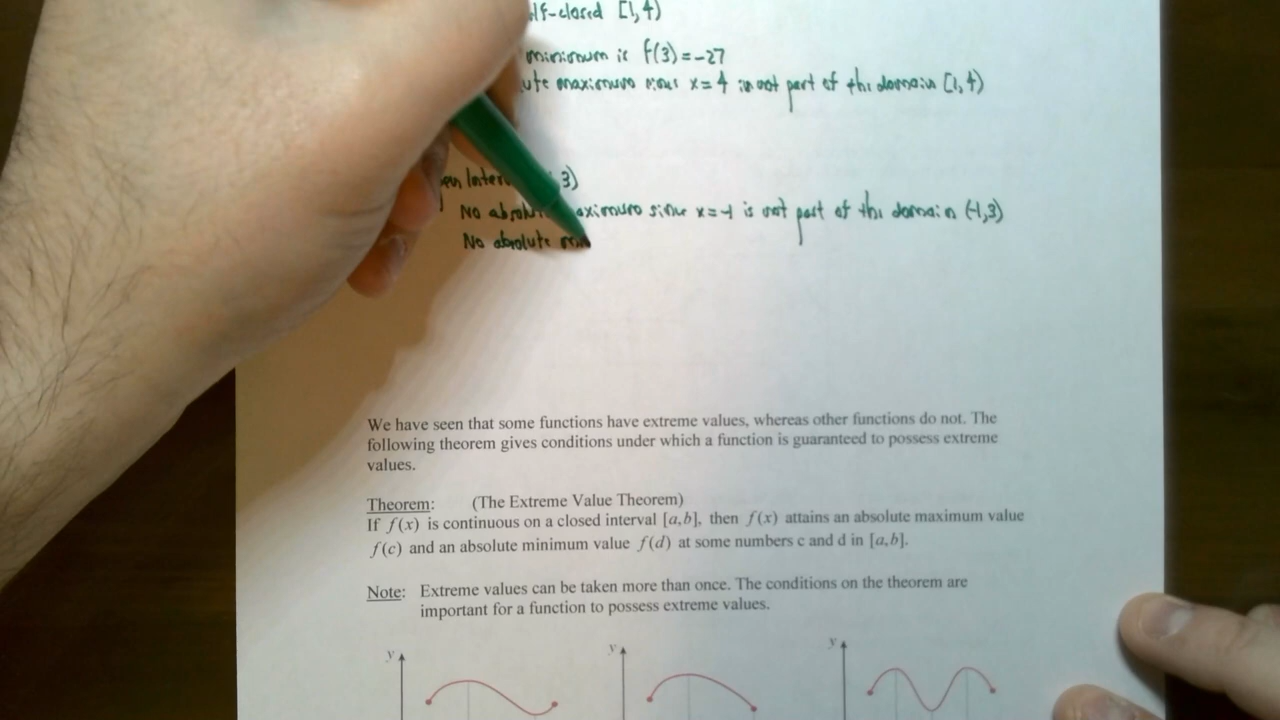 lf-closed [1,4)
minimum is f(3)=-27
ute maximum since x=4 is not part of the domain [1,4)
en Inter 3)
No absolu aximum since x=-1 is not part of the domain (-1,3)
No absolute mi
We have seen that some functions have extreme values, whereas other functions do not. The
following theorem gives conditions under which a function is guaranteed to possess extreme
values.
Theorem: (The Extreme Value Theorem)
If f(x) is continuous on a closed interval [a,b], then f(x) attains an absolute maximum value
f(c) and an absolute minimum value f(d) at some numbers c and d in [a,b].
Note: Extreme values can be taken more than once. The conditions on the theorem are
important for a function to possess extreme values.
y y y